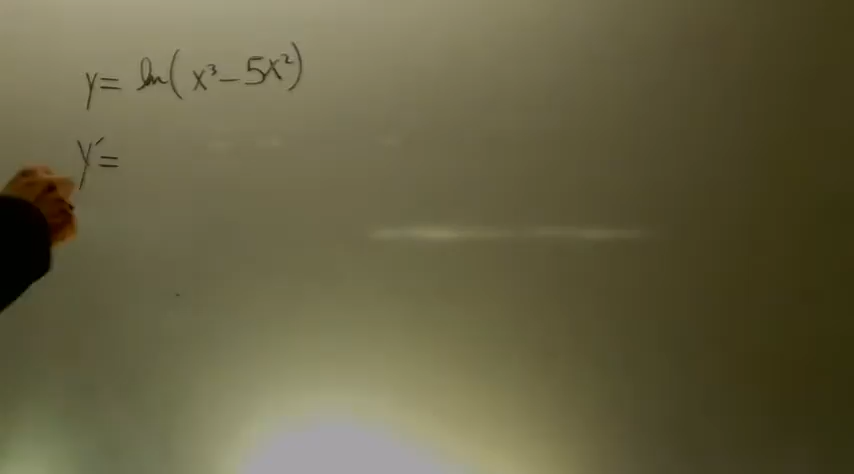 y = ln(x³ - 5x²)
y' =